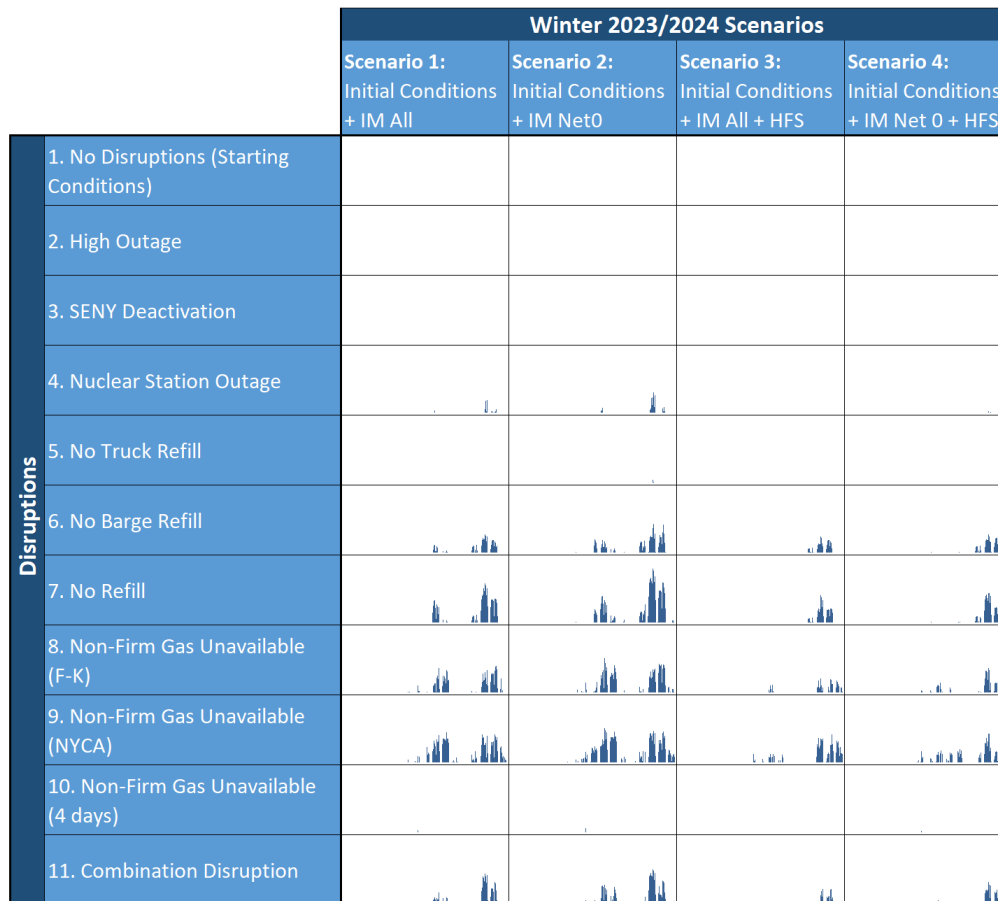 Winter 2023/2024 Scenarios
Scenario 1:
Initial Conditions
+ IM All
Scenario 2:
Initial Conditions
+ IM Net0
Scenario 3:
Initial Conditions
+ IM All + HFS
Scenario 4:
Initial Conditions
+ IM Net 0 + HFS
Disruptions
1. No Disruptions (Starting
Conditions)
2. High Outage
3. SENY Deactivation
4. Nuclear Station Outage
5. No Truck Refill
6. No Barge Refill
7. No Refill
8. Non-Firm Gas Unavailable
(F-K)
9. Non-Firm Gas Unavailable
(NYCA)
10. Non-Firm Gas Unavailable
(4 days)
11. Combination Disruption